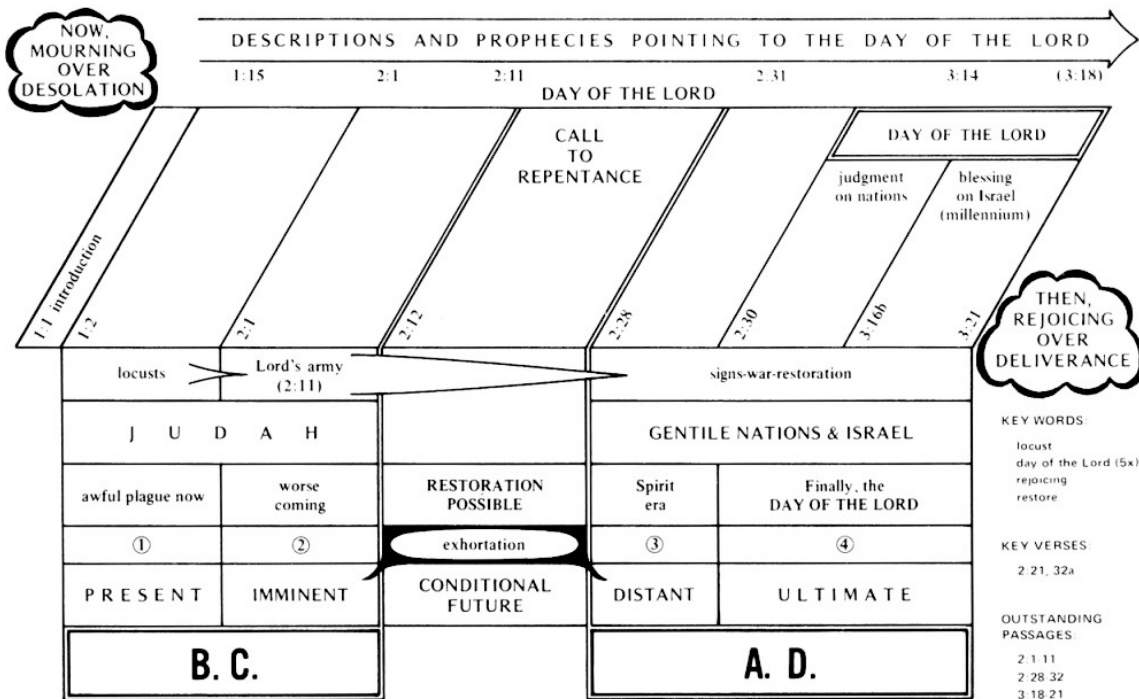 NOW,
MOURNING
OVER
DESOLATION
DESCRIPTIONS AND PROPHECIES POINTING TO THE DAY OF THE LORD
1:15 2:1 2:11 2:31 3:14 (3:18)
DAY OF THE LORD
CALL
TO
REPENTANCE
DAY OF THE LORD
judgment
on nations
blessing
on Israel
(millennium)
1:1 introduction
1:2
2:1
2:12
2:28
2:30
3:16b
3:21
THEN,
REJOICING
OVER
DELIVERANCE
locusts
Lord's army
(2:11)
signs-war-restoration
JUDAH
GENTILE NATIONS & ISRAEL
awful plague now
worse
coming
RESTORATION
POSSIBLE
Spirit
era
Finally, the
DAY OF THE LORD
① ② exhortation ③ ④
PRESENT
IMMINENT
CONDITIONAL
FUTURE
DISTANT
ULTIMATE
B. C.
A. D.
KEY WORDS:
locust
day of the Lord (5x)
rejoicing
restore
KEY VERSES
2:21, 32a
OUTSTANDING
PASSAGES:
2:1-11
2:28-32
3:18-21